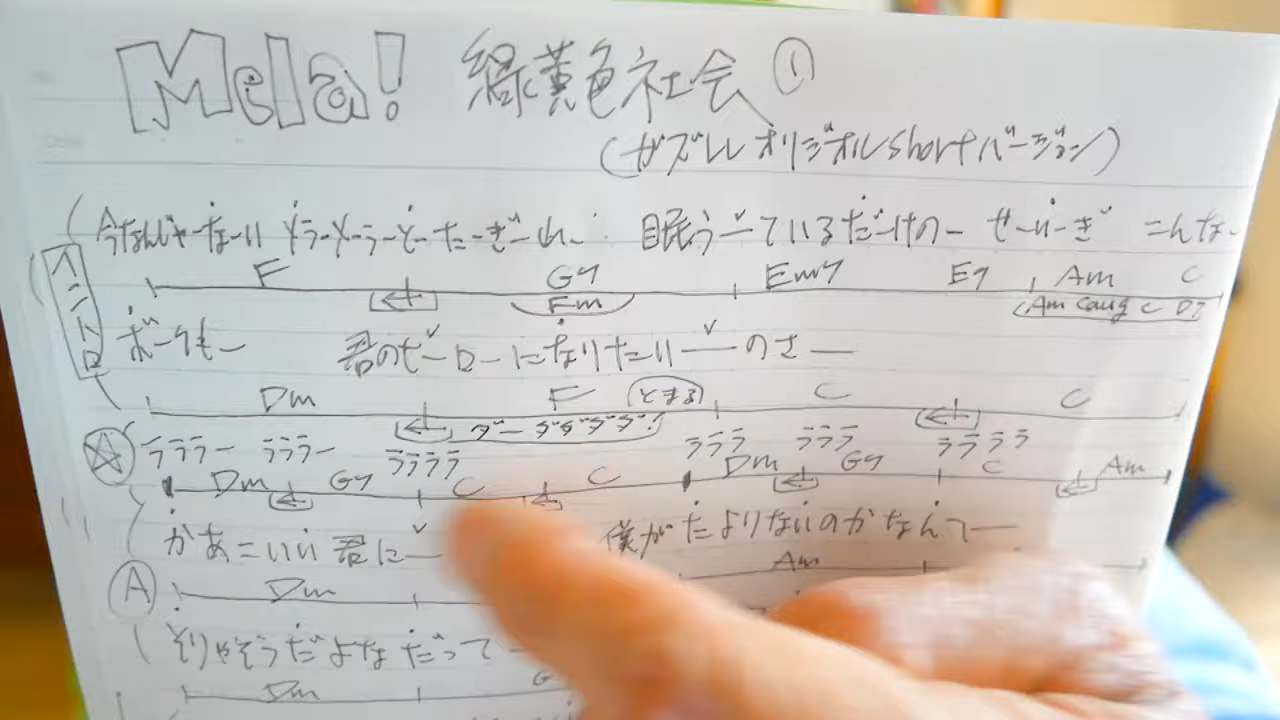 Mela! 緑黄色社会 ①
(ガズレレ オリジナル shortバージョン)
今なんじゃーなーい メラーメーラーとーたーぎーれー 眠うーているだーけのー せーいーぎ こんなー
イントロ
F G7 Em7 E7 Am C
Fm (Am Caug C D7
ボークもー 君のヒーローになりたいーーのさー
Dm F (とまる) C C
ダー ダダダダダ!
☆ ラララー ラララー ララララ ラララ ラララ ララララ
Dm G7 C C Dm G7 C Am
かあこいい君にー 僕がたよりないのかなんてー
A Dm Am
そりゃそうだよなだってー
Dm G